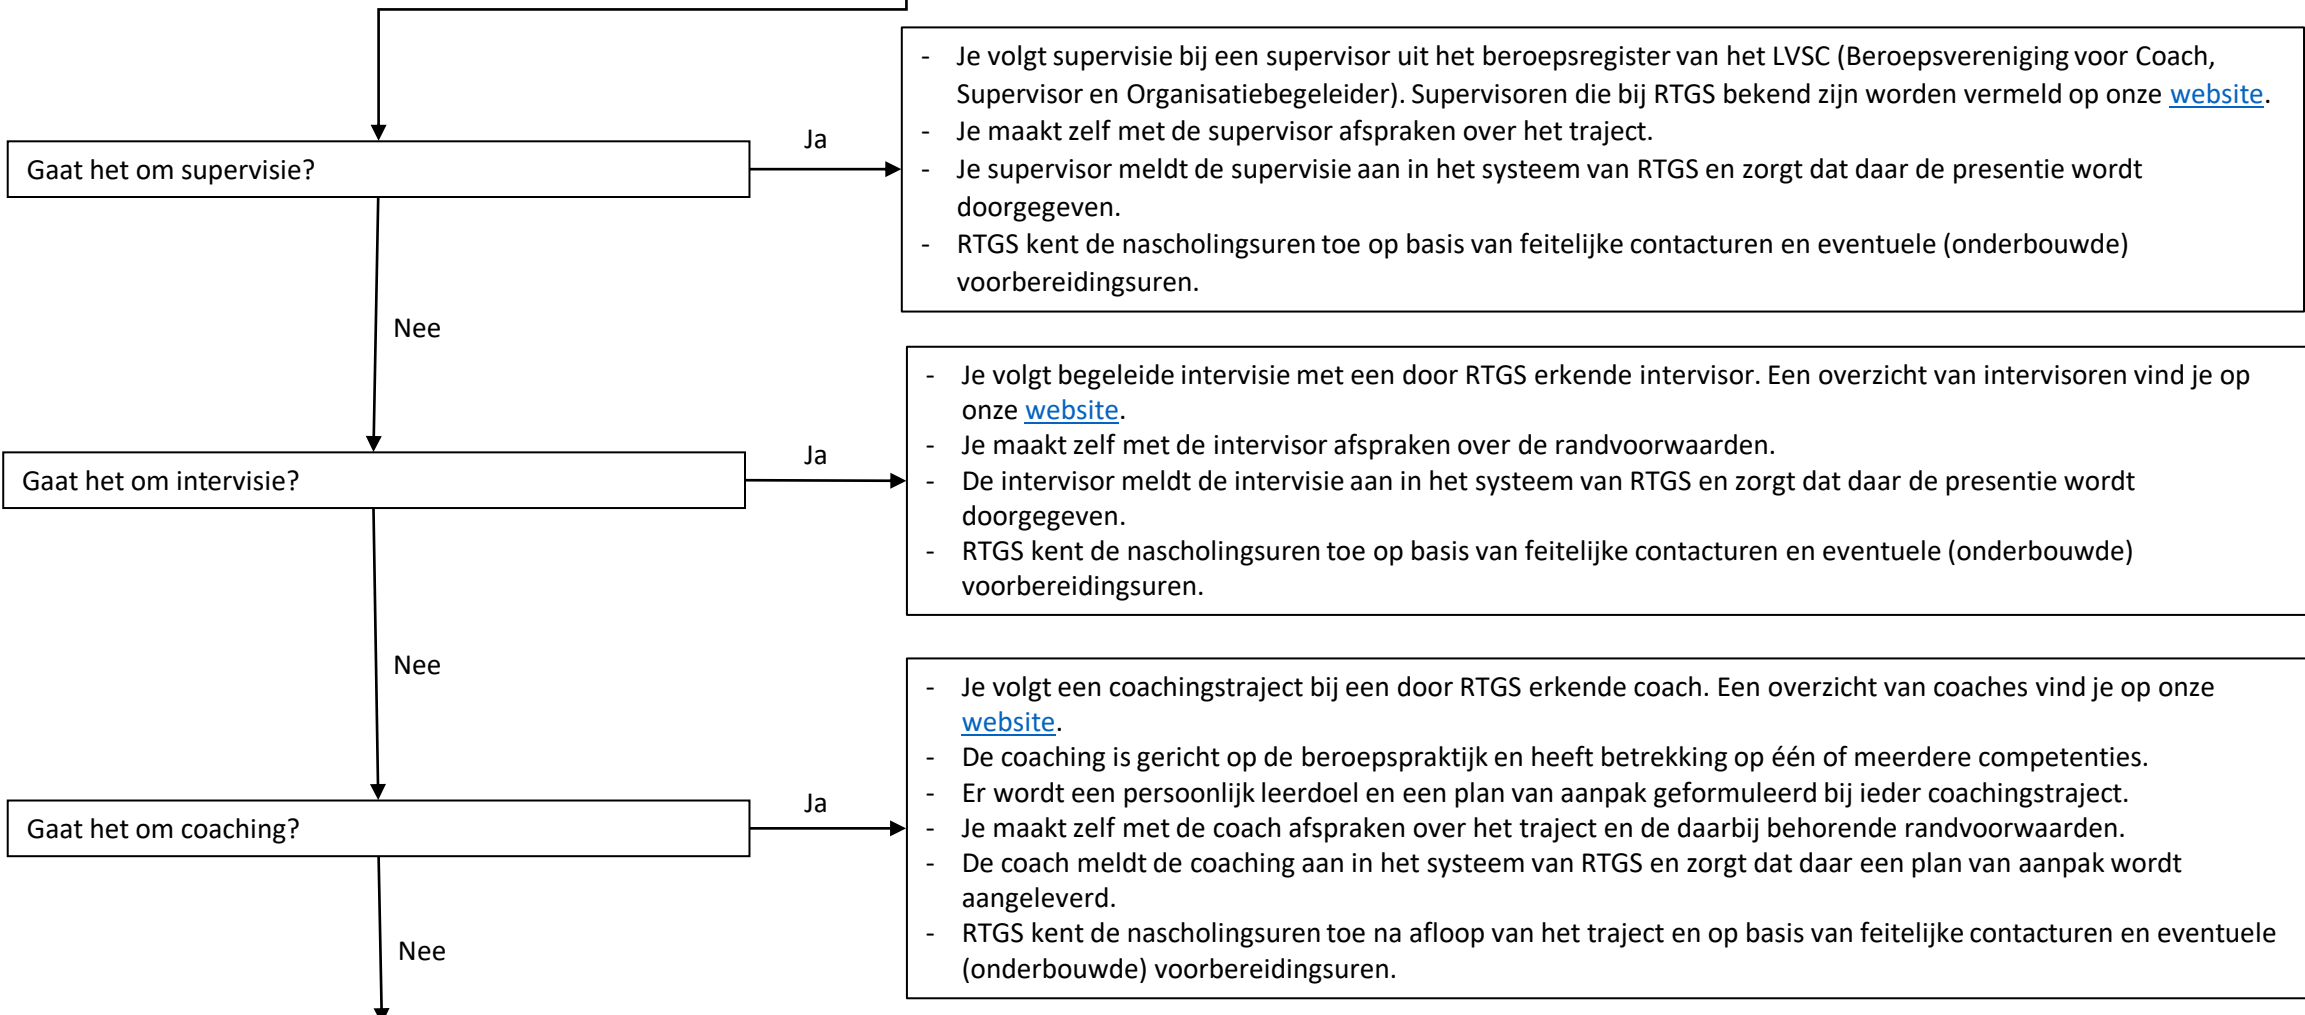 - Je volgt supervisie bij een supervisor uit het beroepsregister van het LVSC (Beroepsvereniging voor Coach,
Supervisor en Organisatiebegeleider). Supervisoren die bij RTGS bekend zijn worden vermeld op onze website.
- Je maakt zelf met de supervisor afspraken over het traject.
- Je supervisor meldt de supervisie aan in het systeem van RTGS en zorgt dat daar de presentie wordt
doorgegeven.
- RTGS kent de nascholingsuren toe op basis van feitelijke contacturen en eventuele (onderbouwde)
voorbereidingsuren.
Ja
Gaat het om supervisie?
Nee
- Je volgt begeleide intervisie met een door RTGS erkende intervisor. Een overzicht van intervisoren vind je op
onze website.
- Je maakt zelf met de intervisor afspraken over de randvoorwaarden.
- De intervisor meldt de intervisie aan in het systeem van RTGS en zorgt dat daar de presentie wordt
doorgegeven.
- RTGS kent de nascholingsuren toe op basis van feitelijke contacturen en eventuele (onderbouwde)
voorbereidingsuren.
Ja
Gaat het om intervisie?
Nee
- Je volgt een coachingstraject bij een door RTGS erkende coach. Een overzicht van coaches vind je op onze
website.
- De coaching is gericht op de beroepspraktijk en heeft betrekking op één of meerdere competenties.
- Er wordt een persoonlijk leerdoel en een plan van aanpak geformuleerd bij ieder coachingstraject.
- Je maakt zelf met de coach afspraken over het traject en de daarbij behorende randvoorwaarden.
- De coach meldt de coaching aan in het systeem van RTGS en zorgt dat daar een plan van aanpak wordt
aangeleverd.
- RTGS kent de nascholingsuren toe na afloop van het traject en op basis van feitelijke contacturen en eventuele
(onderbouwde) voorbereidingsuren.
Ja
Gaat het om coaching?
Nee